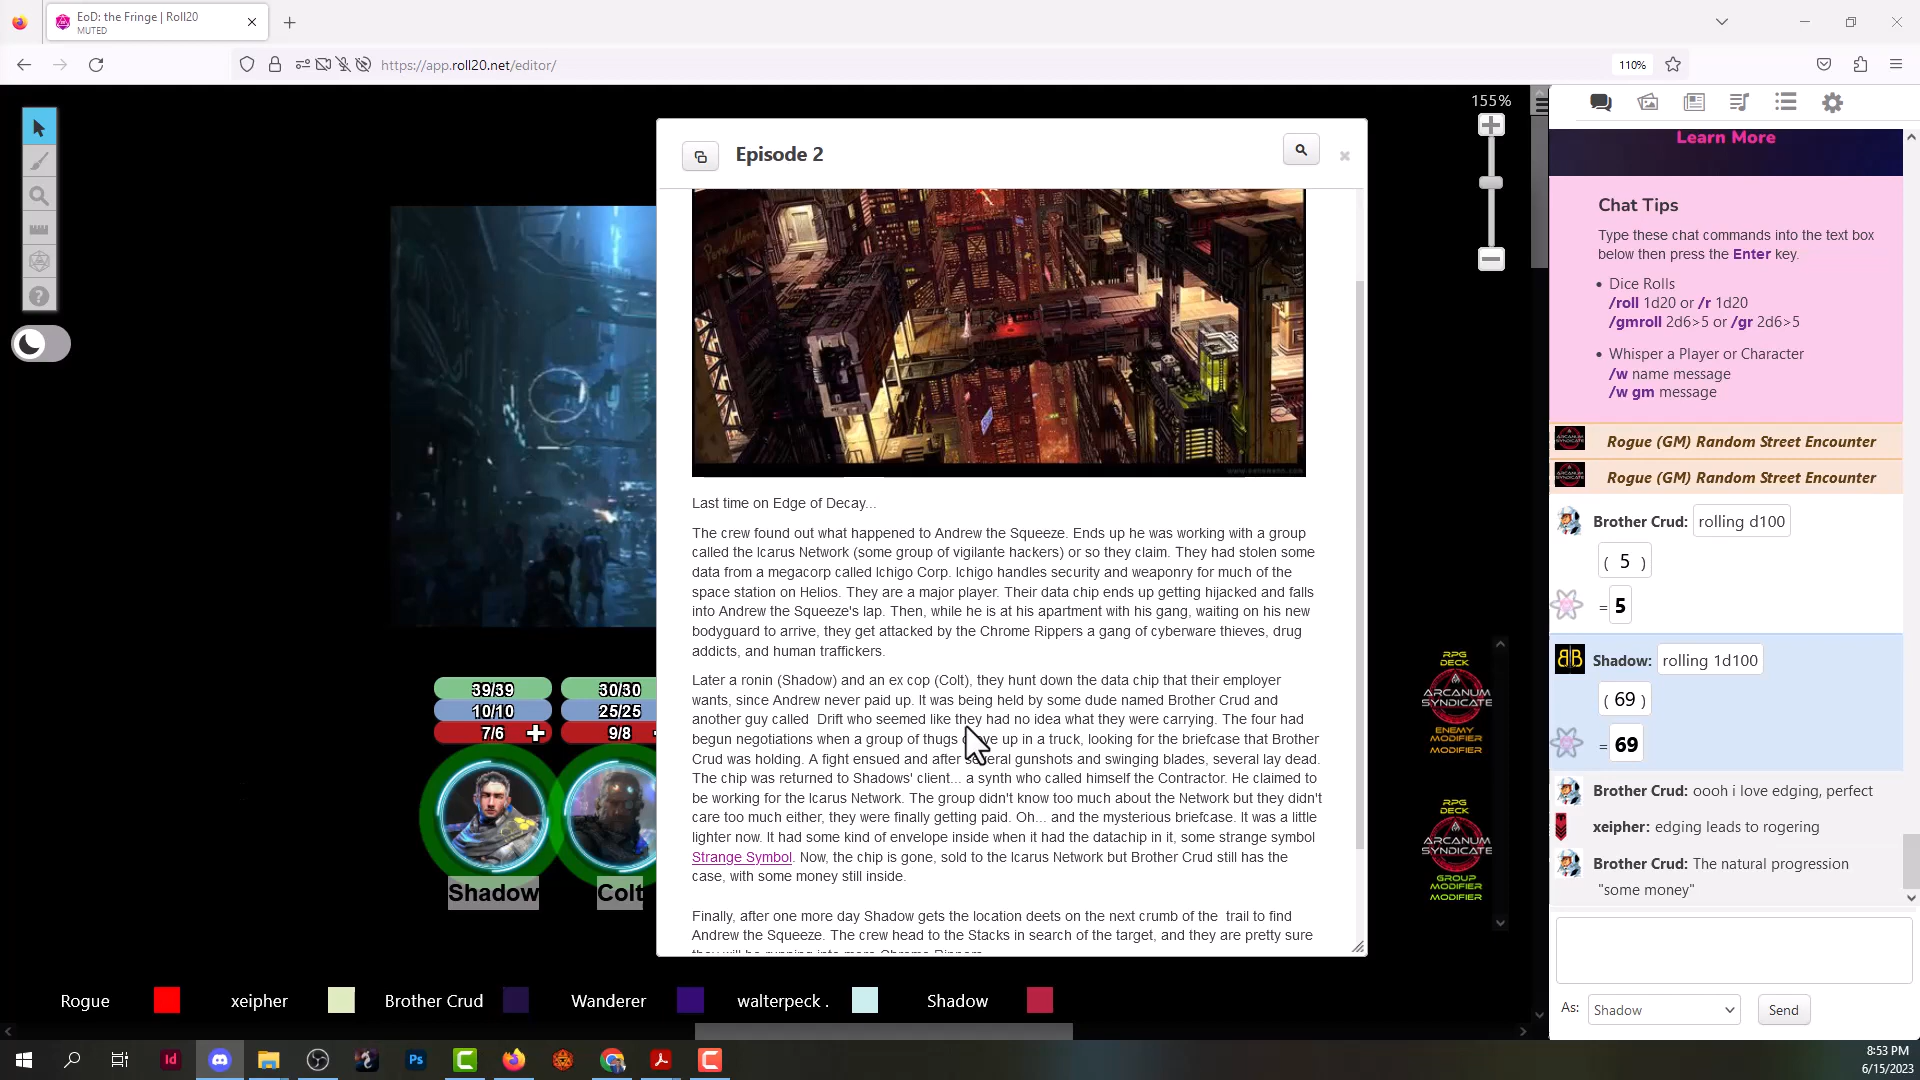 EoD: the Fringe | Roll20
MUTED
https://app.roll20.net/editor/
110%
155%
Episode 2
Last time on Edge of Decay...
The crew found out what happened to Andrew the Squeeze. Ends up he was working with a group
called the Icarus Network (some group of vigilante hackers) or so they claim. They had stolen some
data from a megacorp called Ichigo Corp. Ichigo handles security and weaponry for much of the
space station on Helios. They are a major player. Their data chip ends up getting hijacked and falls
into Andrew the Squeeze's lap. Then, while he is at his apartment with his gang, waiting on his new
bodyguard to arrive, they get attacked by the Chrome Rippers a gang of cyberware thieves, drug
addicts, and human traffickers.
Later a ronin (Shadow) and an ex cop (Colt), they hunt down the data chip that their employer
wants, since Andrew never paid up. It was being held by some dude named Brother Crud and
another guy called  Drift who seemed like they had no idea what they were carrying. The four had
begun negotiations when a group of thugs up in a truck, looking for the briefcase that Brother
Crud was holding. A fight ensued and after several gunshots and swinging blades, several lay dead.
The chip was returned to Shadows' client... a synth who called himself the Contractor. He claimed to
be working for the Icarus Network. The group didn't know too much about the Network but they didn't
care too much either, they were finally getting paid. Oh... and the mysterious briefcase. It was a little
lighter now. It had some kind of envelope inside when it had the datachip in it, some strange symbol
Strange Symbol. Now, the chip is gone, sold to the Icarus Network but Brother Crud still has the
case, with some money still inside.
Finally, after one more day Shadow gets the location deets on the next crumb of the  trail to find
Andrew the Squeeze. The crew head to the Stacks in search of the target, and they are pretty sure
they will be running into more Chrome Rippers
39/39
10/10
7/6
Shadow
30/30
25/25
9/8
Colt
RPG
DECK
ARCANUM
SYNDICATE
ENEMY
MODIFIER
MODIFIER
RPG
DECK
ARCANUM
SYNDICATE
GROUP
MODIFIER
MODIFIER
Rogue
xeipher
Brother Crud
Wanderer
walterpeck .
Shadow
Learn More
Chat Tips
Type these chat commands into the text box
below then press the Enter key.
• Dice Rolls
/roll 1d20 or /r 1d20
/gmroll 2d6>5 or /gr 2d6>5
• Whisper a Player or Character
/w name message
/w gm message
Rogue (GM) Random Street Encounter
Rogue (GM) Random Street Encounter
Brother Crud: rolling d100
( 5 )
= 5
Shadow: rolling 1d100
( 69 )
= 69
Brother Crud: oooh i love edging, perfect
xeipher: edging leads to rogering
Brother Crud: The natural progression
"some money"
As: Shadow
Send
8:53 PM
6/15/2023